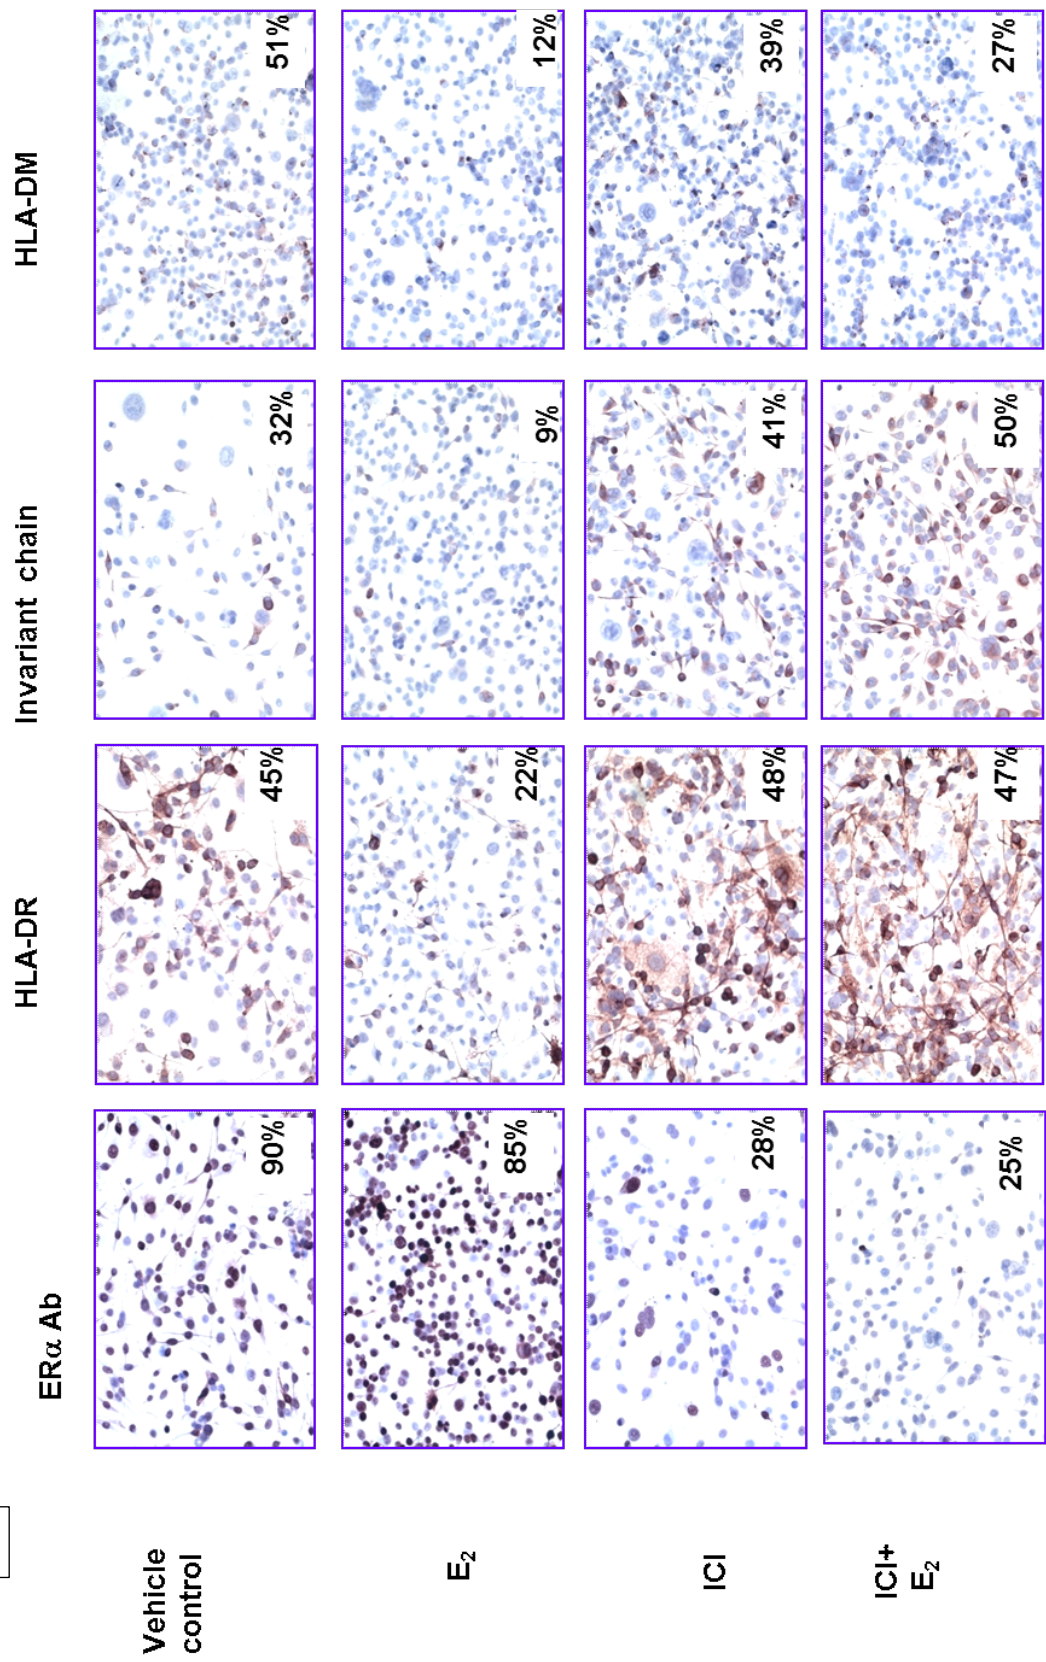 ERα Ab
HLA-DR
Invariant chain
HLA-DM
Vehicle
control
90%
45%
32%
51%
E₂
85%
22%
9%
12%
ICI
28%
48%
41%
39%
ICI+
E₂
25%
47%
50%
27%